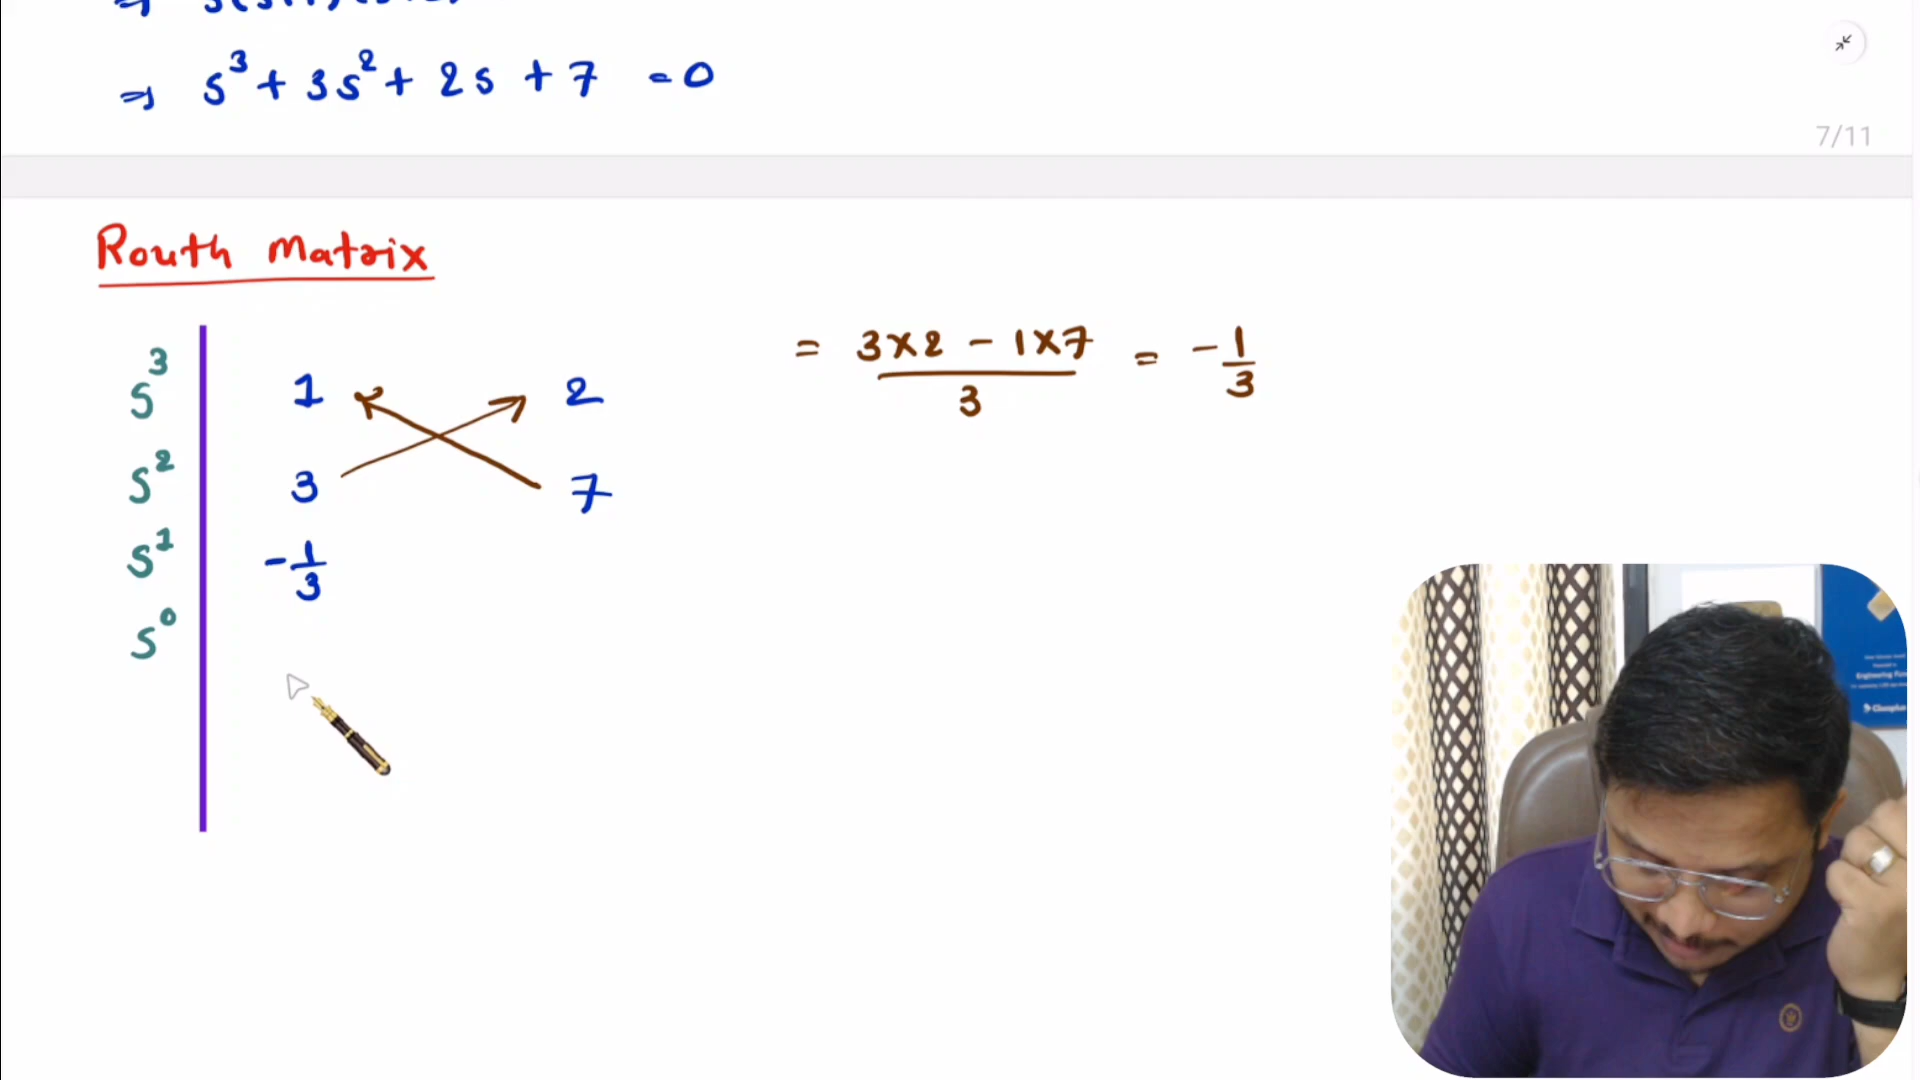 ⇒ s³ + 3s² + 2s + 7 = 0
7/11
Routh Matrix
s³ 1 2
s² 3 7
s¹ -1/3
s⁰
= (3×2 - 1×7)/3 = -1/3